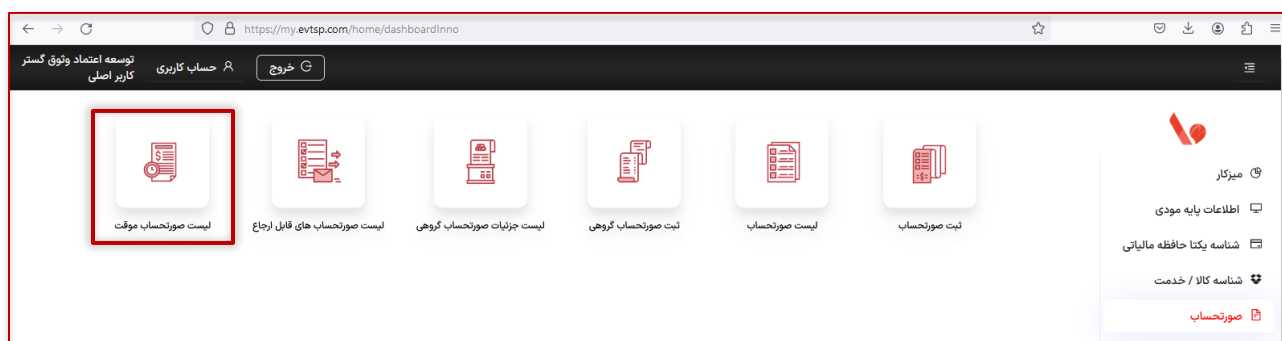 https://my.evtsp.com/home/dashboardInno
توسعه اعتماد وثوق گستر
کاربر اصلی
حساب کاربری
خروج
ثبت صورتحساب
لیست صورتحساب
ثبت صورتحساب گروهی
لیست جزئیات صورتحساب گروهی
لیست صورتحساب های قابل ارجاع
لیست صورتحساب موقت
میزکار
اطلاعات پایه مودی
شناسه یکتا حافظه مالیاتی
شناسه کالا / خدمت
صورتحساب